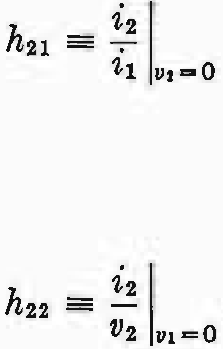 h₂₁ ≡ i₂/i₁ |v₂=0
h₂₂ ≡ i₂/v₂ |v₁=0